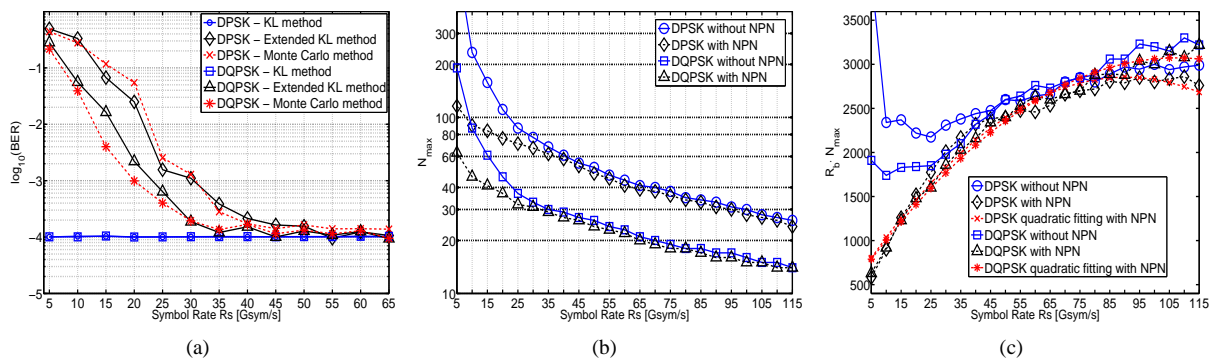 log10(BER)
−1
−2
−3
−4
−5
5 10 15 20 25 30 35 40 45 50 55 60 65
Symbol Rate Rs [Gsym/s]
DPSK − KL method
DPSK − Extended KL method
DPSK − Monte Carlo method
DQPSK − KL method
DQPSK − Extended KL method
DQPSK − Monte Carlo method
(a)
N_max
300
200
100
80
60
40
30
20
10
5 15 25 35 45 55 65 75 85 95 105 115
Symbol Rate Rs [Gsym/s]
DPSK without NPN
DPSK with NPN
DQPSK without NPN
DQPSK with NPN
(b)
R_b · N_max
3500
3000
2500
2000
1500
1000
500
5 15 25 35 45 55 65 75 85 95 105 115
Symbol Rate Rs [Gsym/s]
DPSK without NPN
DPSK with NPN
DPSK quadratic fitting with NPN
DQPSK without NPN
DQPSK with NPN
DQPSK quadratic fitting with NPN
(c)